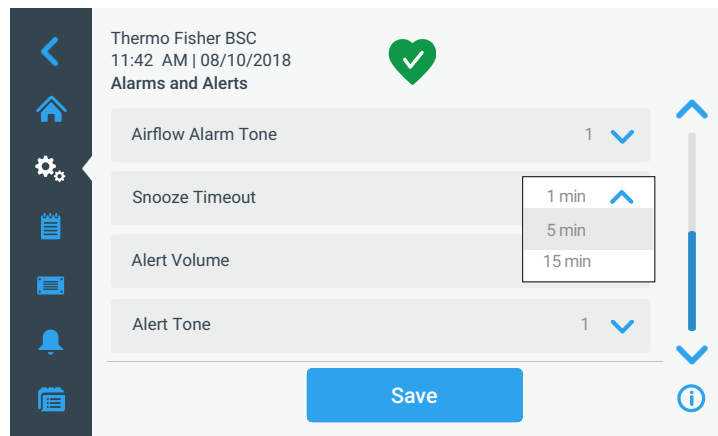 Thermo Fisher BSC
11:42 AM | 08/10/2018
Alarms and Alerts
Airflow Alarm Tone 1
Snooze Timeout 1 min
5 min
Alert Volume 15 min
Alert Tone 1
Save